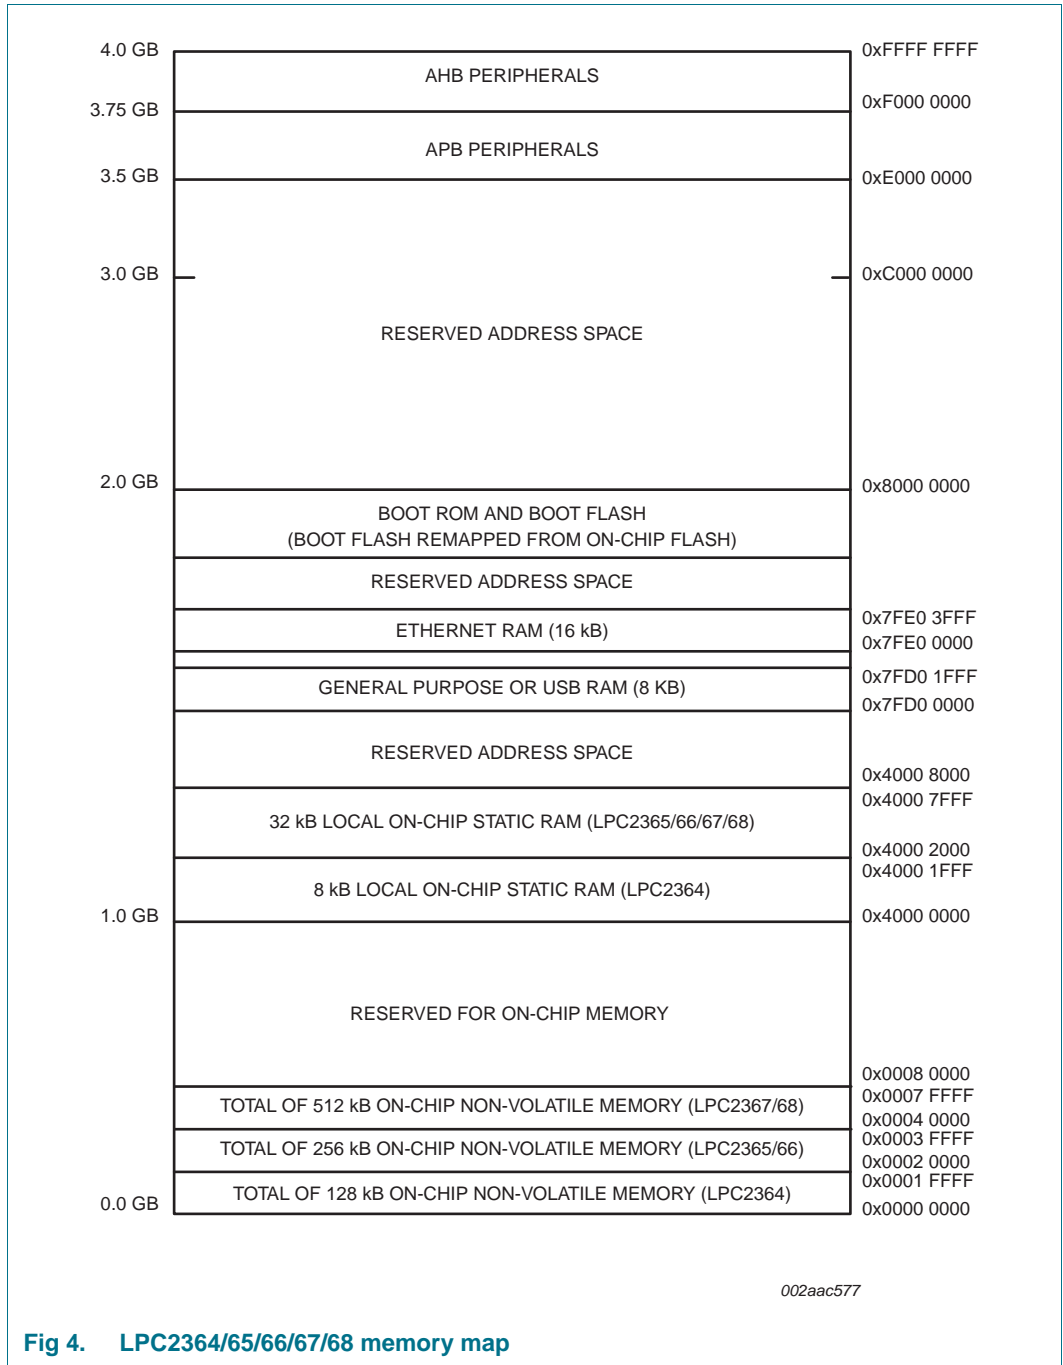 4.0 GB
0xFFFF FFFF
AHB PERIPHERALS
3.75 GB
0xF000 0000
APB PERIPHERALS
3.5 GB
0xE000 0000
3.0 GB
0xC000 0000
RESERVED ADDRESS SPACE
2.0 GB
0x8000 0000
BOOT ROM AND BOOT FLASH
(BOOT FLASH REMAPPED FROM ON-CHIP FLASH)
RESERVED ADDRESS SPACE
0x7FE0 3FFF
ETHERNET RAM (16 kB)
0x7FE0 0000
0x7FD0 1FFF
GENERAL PURPOSE OR USB RAM (8 KB)
0x7FD0 0000
RESERVED ADDRESS SPACE
0x4000 8000
0x4000 7FFF
32 kB LOCAL ON-CHIP STATIC RAM (LPC2365/66/67/68)
0x4000 2000
0x4000 1FFF
8 kB LOCAL ON-CHIP STATIC RAM (LPC2364)
1.0 GB
0x4000 0000
RESERVED FOR ON-CHIP MEMORY
0x0008 0000
0x0007 FFFF
TOTAL OF 512 kB ON-CHIP NON-VOLATILE MEMORY (LPC2367/68)
0x0004 0000
0x0003 FFFF
TOTAL OF 256 kB ON-CHIP NON-VOLATILE MEMORY (LPC2365/66)
0x0002 0000
0x0001 FFFF
TOTAL OF 128 kB ON-CHIP NON-VOLATILE MEMORY (LPC2364)
0.0 GB
0x0000 0000
002aac577
Fig 4. LPC2364/65/66/67/68 memory map